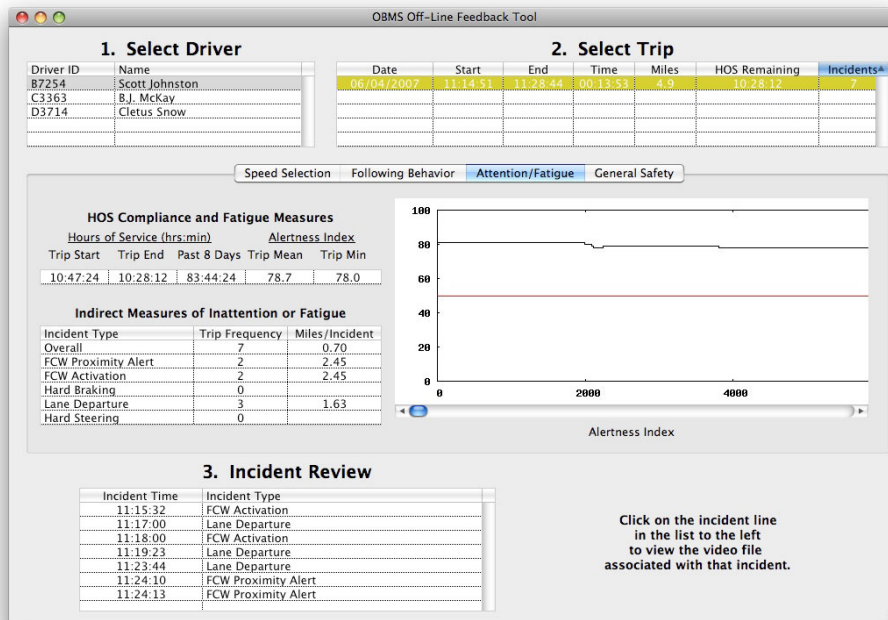 OBMS Off-Line Feedback Tool
1. Select Driver
Driver ID Name
B7254 Scott Johnston
C3363 B.J. McKay
D3714 Cletus Snow
2. Select Trip
Date Start End Time Miles HOS Remaining Incidents
06/04/2007 11:14:51 11:28:44 00:13:53 4.9 10:28:12 7
Speed Selection Following Behavior Attention/Fatigue General Safety
HOS Compliance and Fatigue Measures
Hours of Service (hrs:min) Alertness Index
Trip Start Trip End Past 8 Days Trip Mean Trip Min
10:47:24 10:28:12 83:44:24 78.7 78.0
Indirect Measures of Inattention or Fatigue
Incident Type Trip Frequency Miles/Incident
Overall 7 0.70
FCW Proximity Alert 2 2.45
FCW Activation 2 2.45
Hard Braking 0
Lane Departure 3 1.63
Hard Steering 0
100
80
60
40
20
0
0 2000 4000
Alertness Index
3. Incident Review
Incident Time Incident Type
11:15:32 FCW Activation
11:17:00 Lane Departure
11:18:00 FCW Activation
11:19:23 Lane Departure
11:23:44 Lane Departure
11:24:10 FCW Proximity Alert
11:24:13 FCW Proximity Alert
Click on the incident line
in the list to the left
to view the video file
associated with that incident.